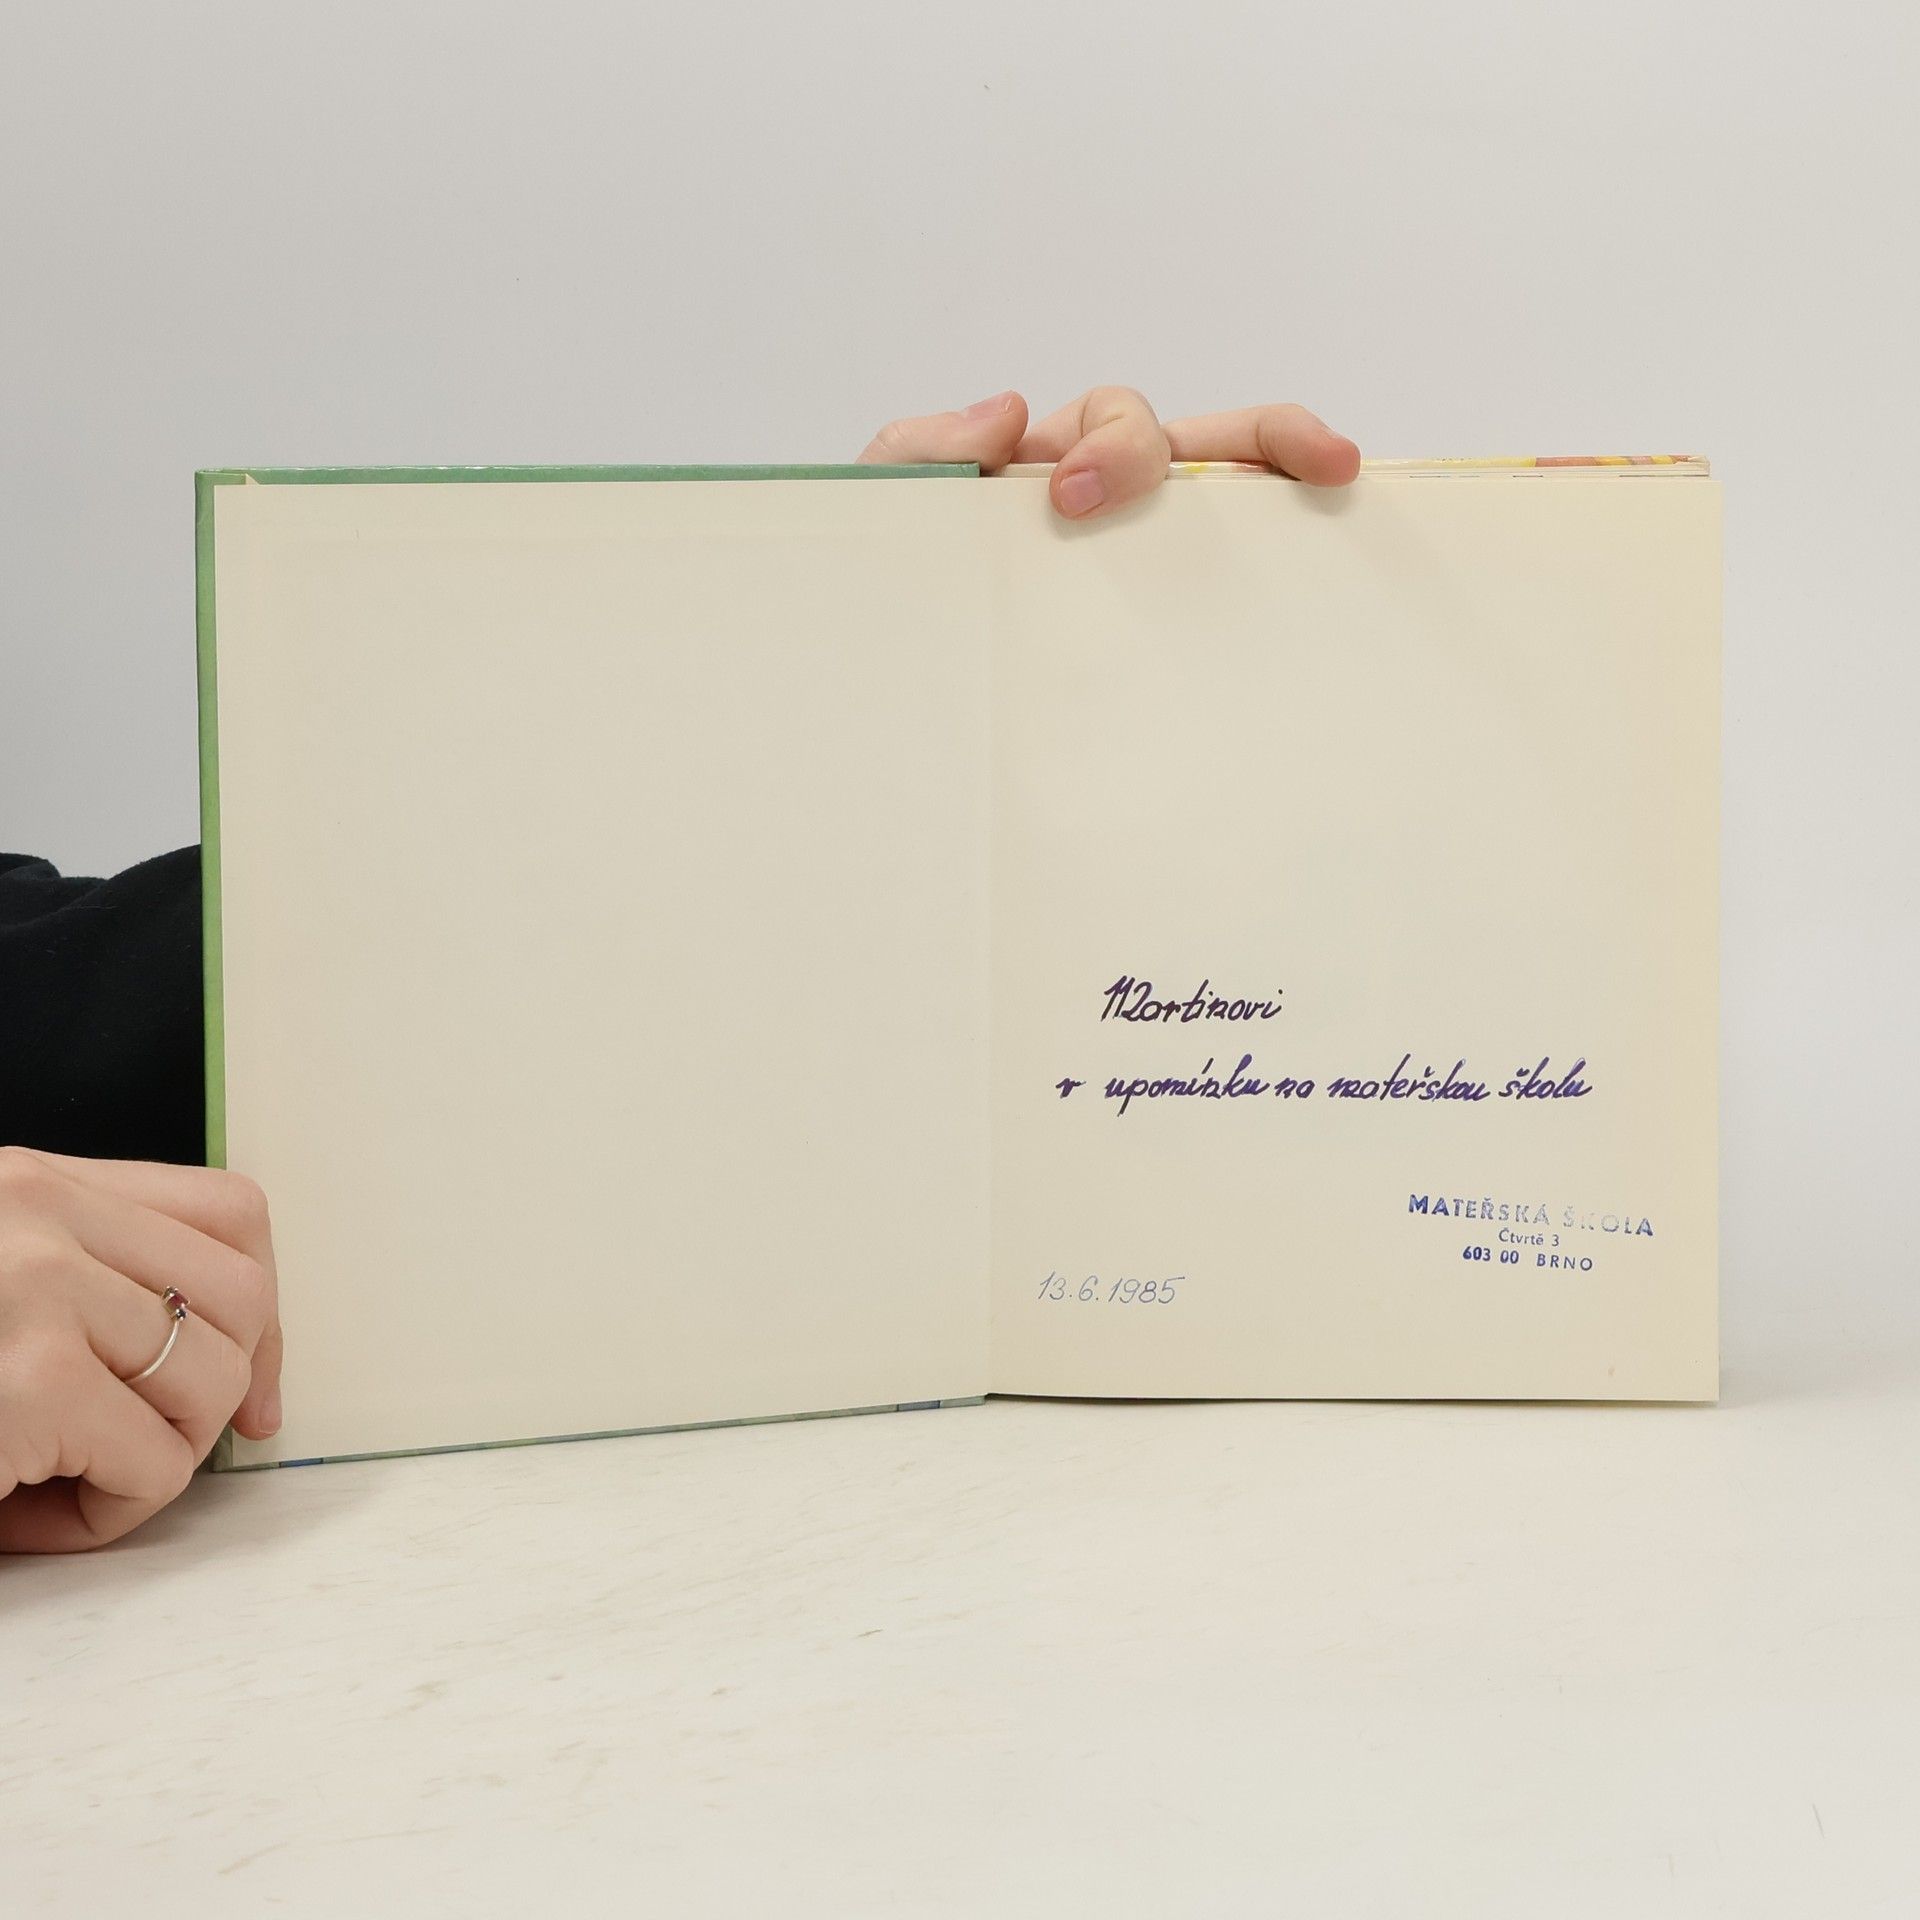 Martinovi
v upomínku na mateřskou školu
MATEŘSKÁ ŠKOLA
Čtvrtě 3
603 00 BRNO
13.6.1985